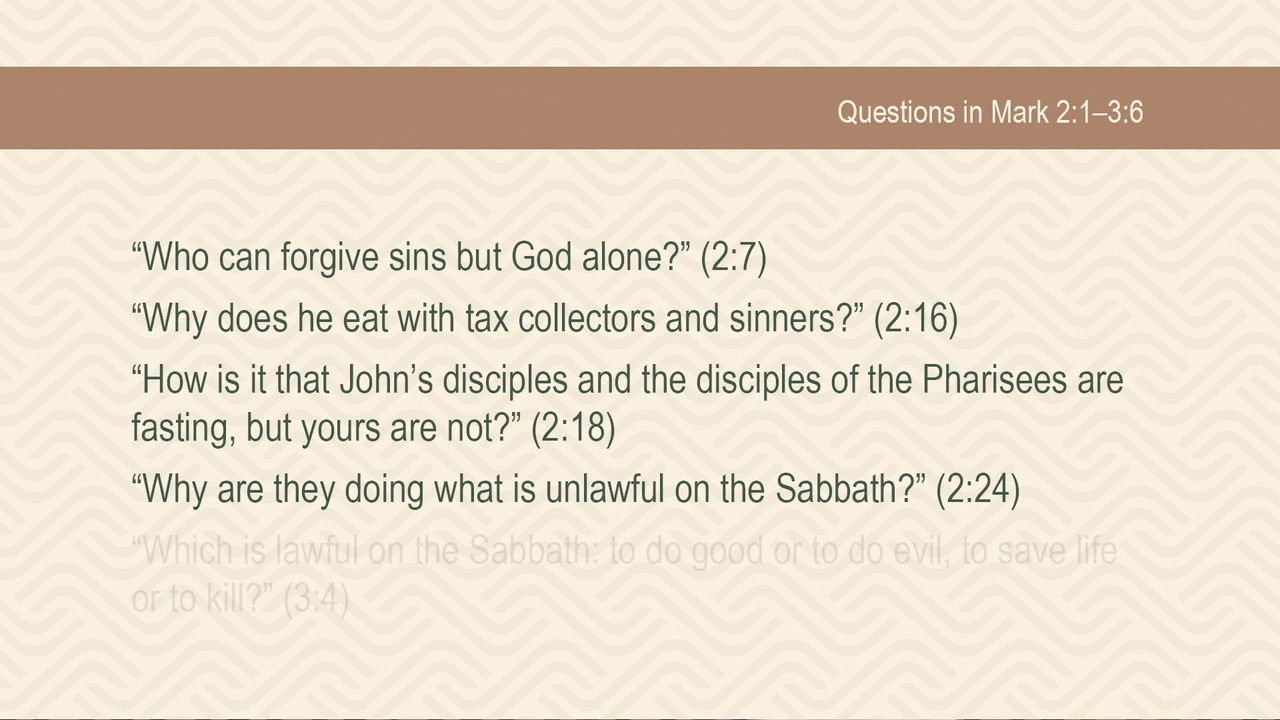 Questions in Mark 2:1–3:6
“Who can forgive sins but God alone?” (2:7)
“Why does he eat with tax collectors and sinners?” (2:16)
“How is it that John’s disciples and the disciples of the Pharisees are
fasting, but yours are not?” (2:18)
“Why are they doing what is unlawful on the Sabbath?” (2:24)
“Which is lawful on the Sabbath: to do good or to do evil, to save life
or to kill?” (3:4)